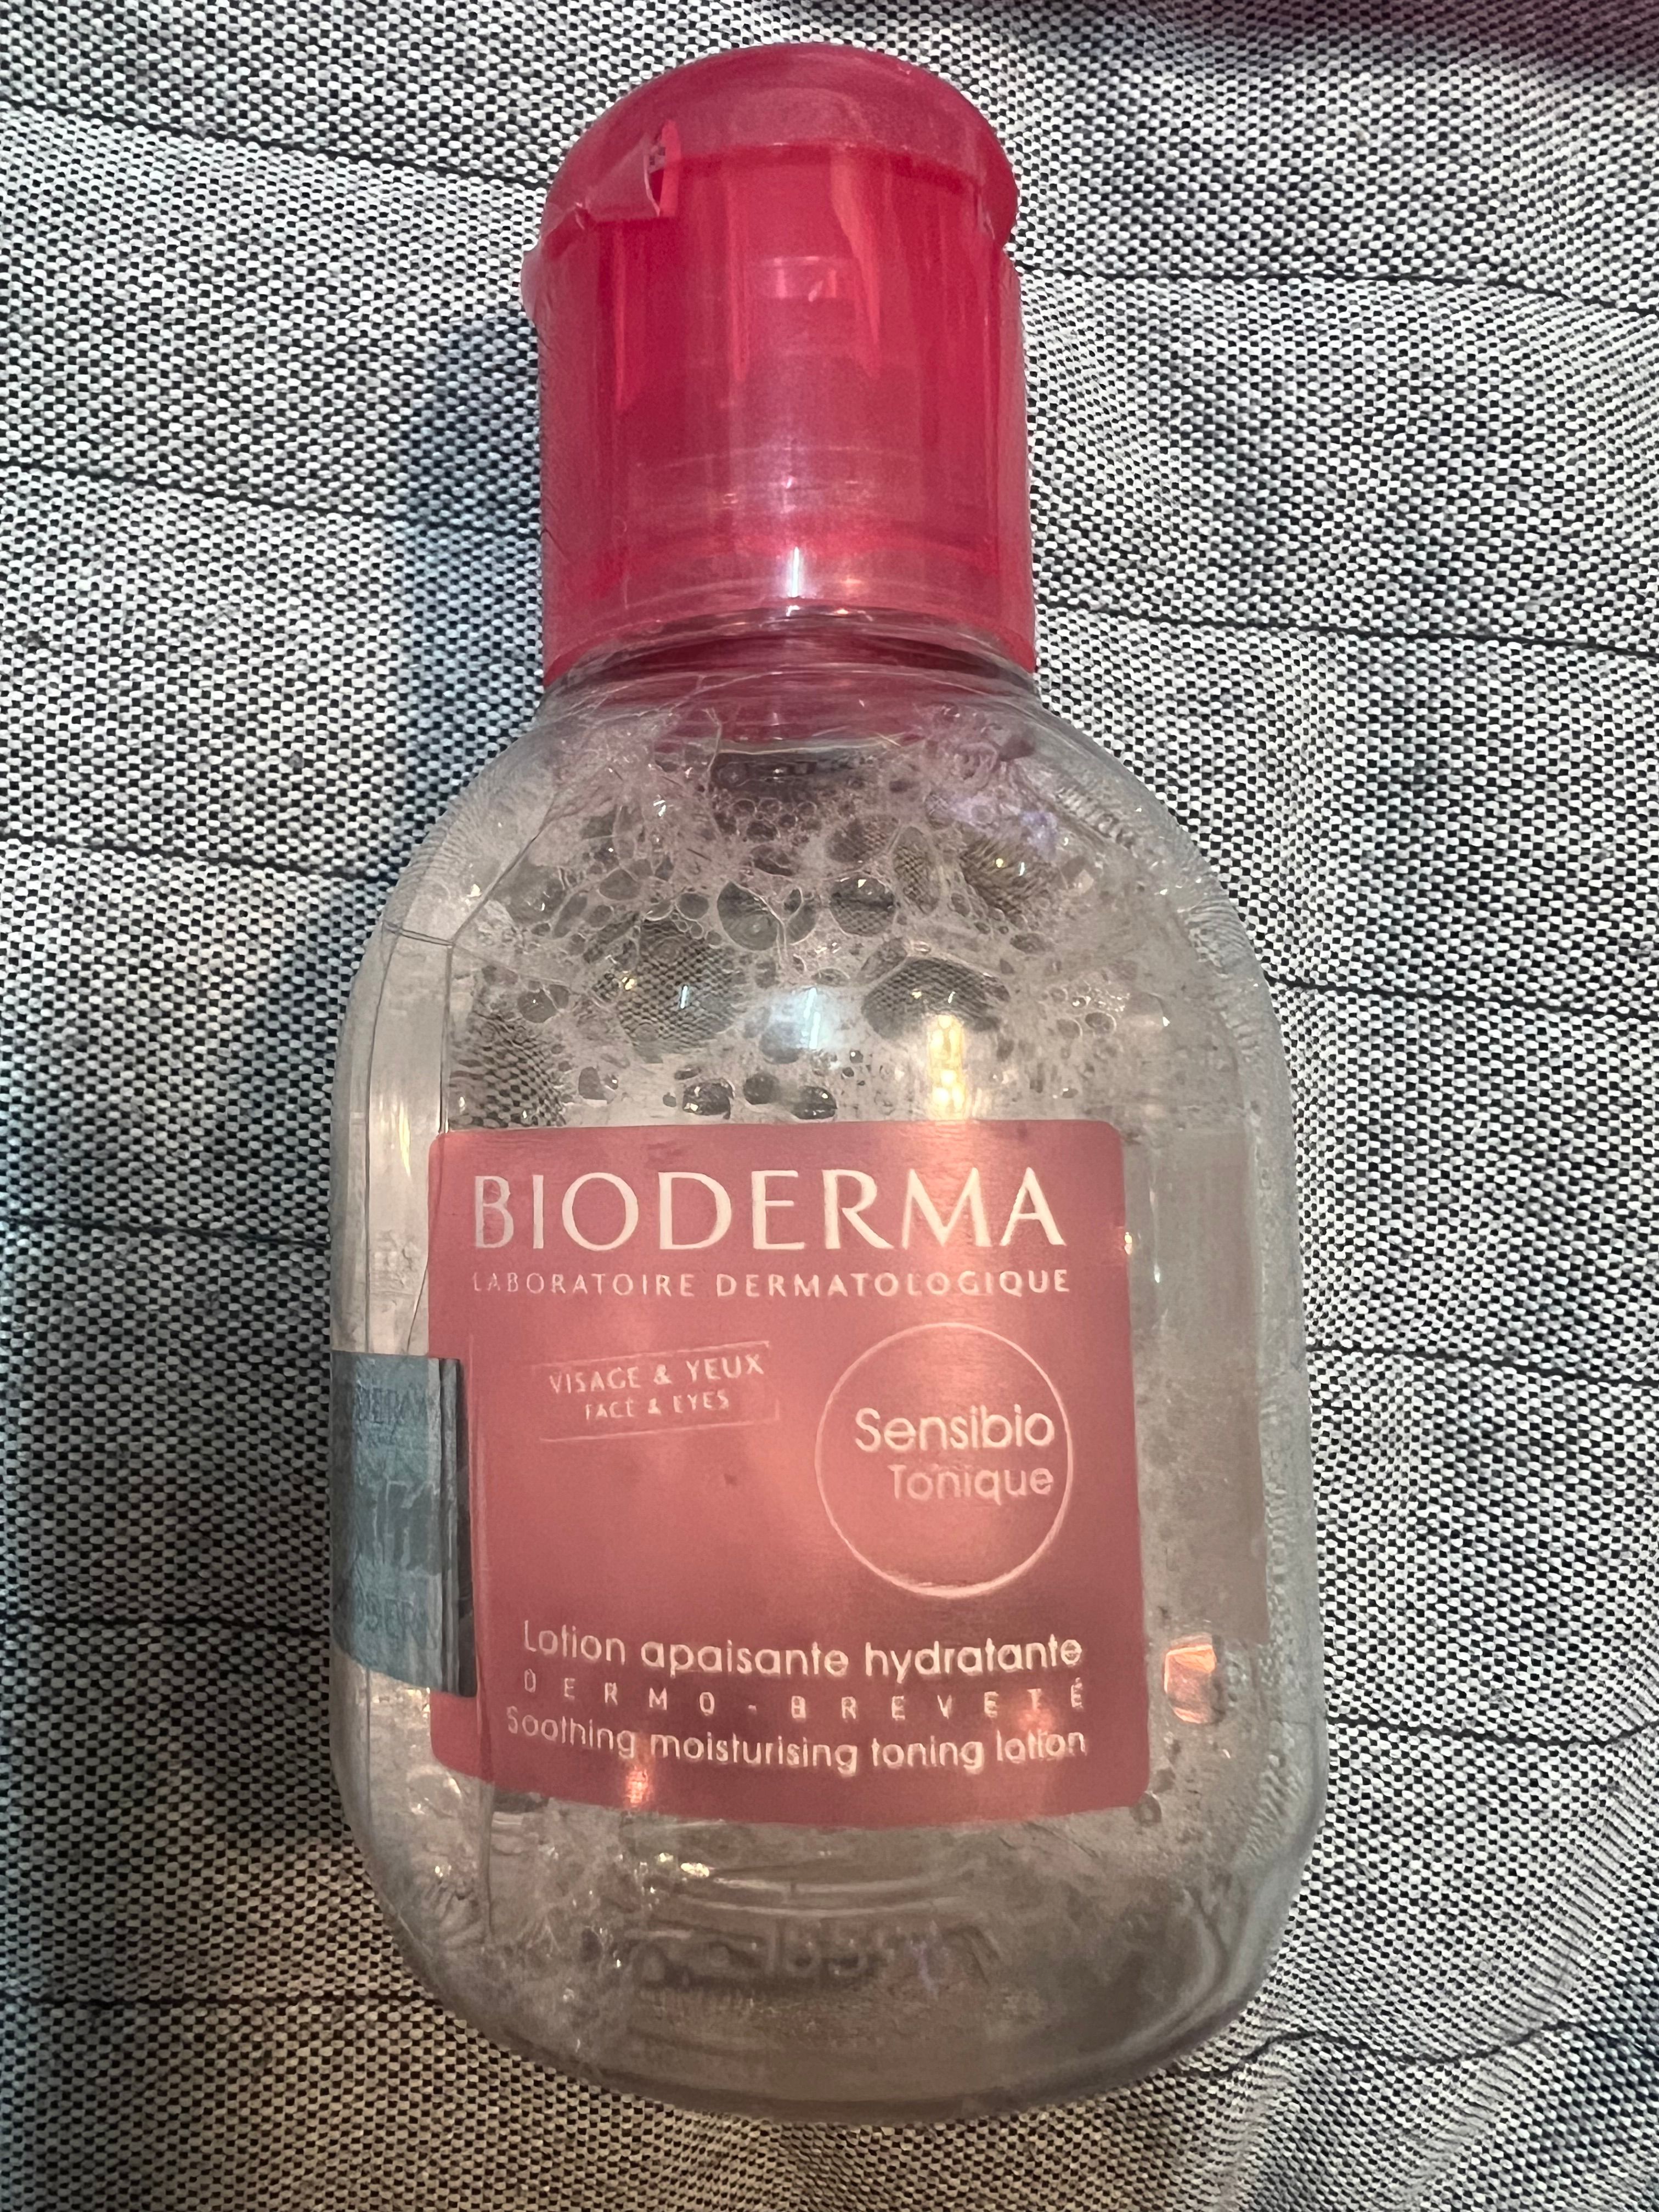 BIODERMA
LABORATOIRE DERMATOLOGIQUE
VISAGE & YEUX
FACE & EYES
Sensibio
Tonique
Lotion apaisante hydratante
DERMO-BREVETÉ
Soothing moisturising toning lotion